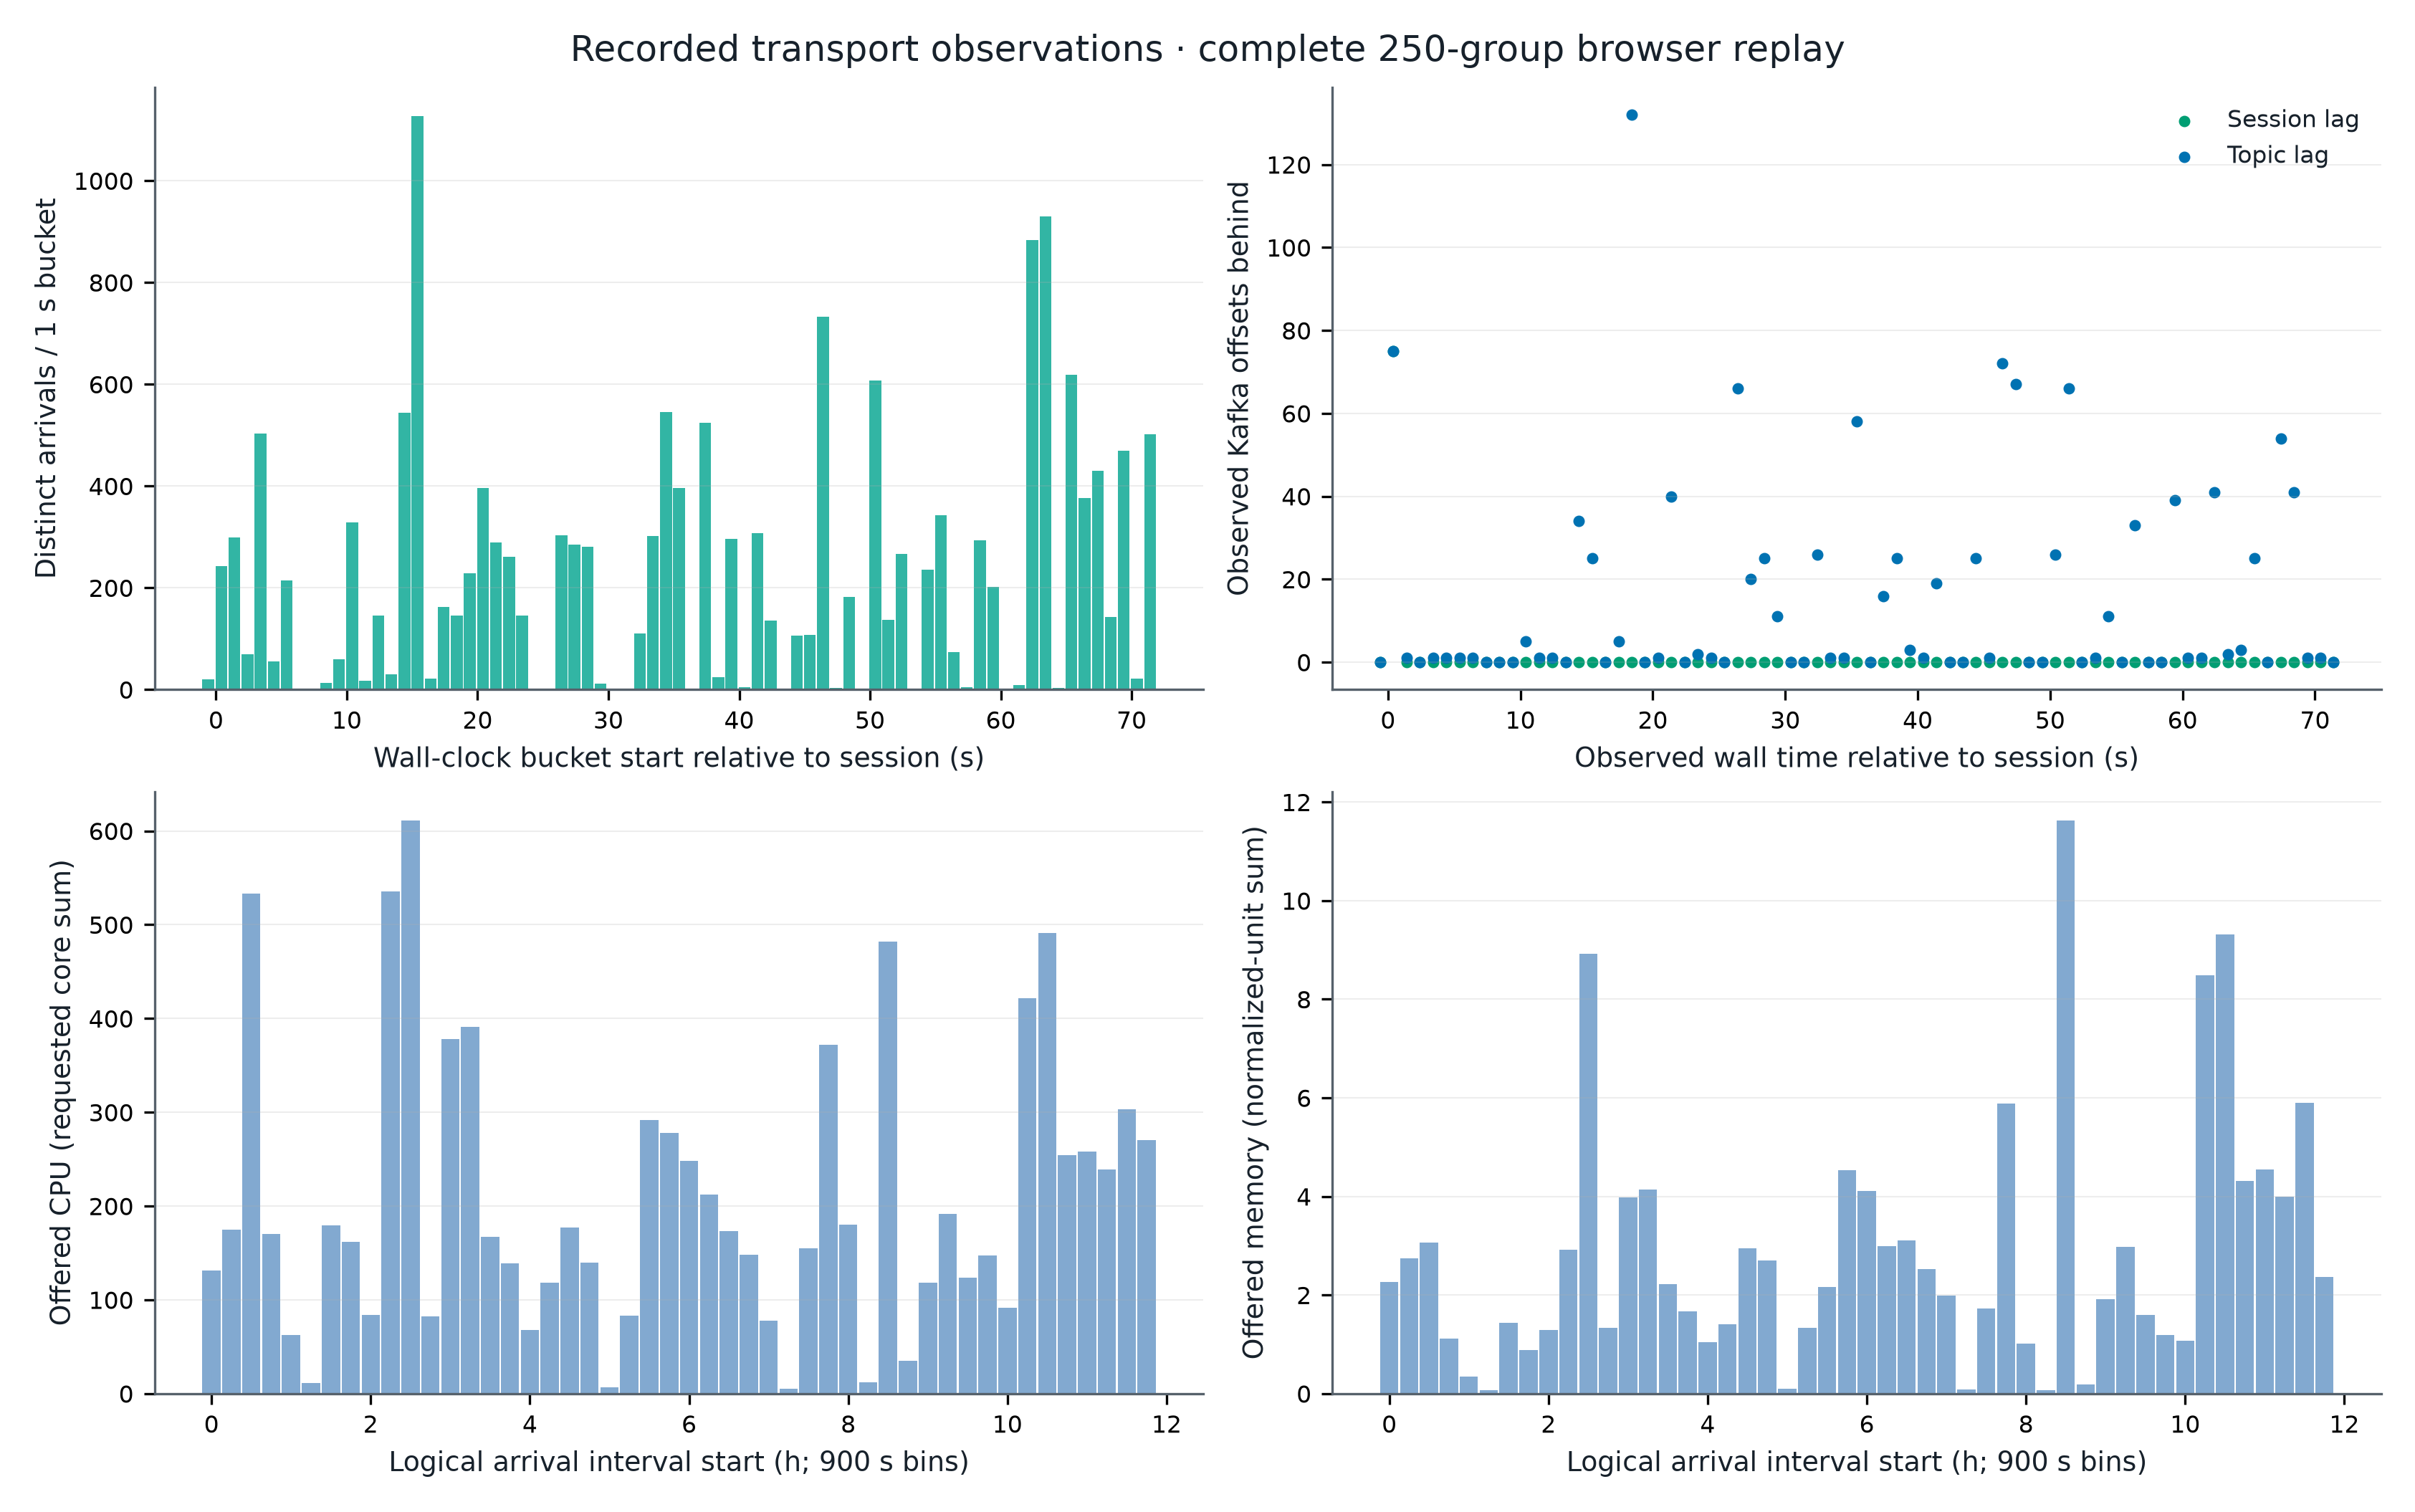 Recorded transport observations · complete 250-group browser replay
Distinct arrivals / 1 s bucket
1000
800
600
400
200
0
0 10 20 30 40 50 60 70
Wall-clock bucket start relative to session (s)
Observed Kafka offsets behind
Session lag
Topic lag
120
100
80
60
40
20
0
0 10 20 30 40 50 60 70
Observed wall time relative to session (s)
Offered CPU (requested core sum)
600
500
400
300
200
100
0
0 2 4 6 8 10 12
Logical arrival interval start (h; 900 s bins)
Offered memory (normalized-unit sum)
12
10
8
6
4
2
0
0 2 4 6 8 10 12
Logical arrival interval start (h; 900 s bins)